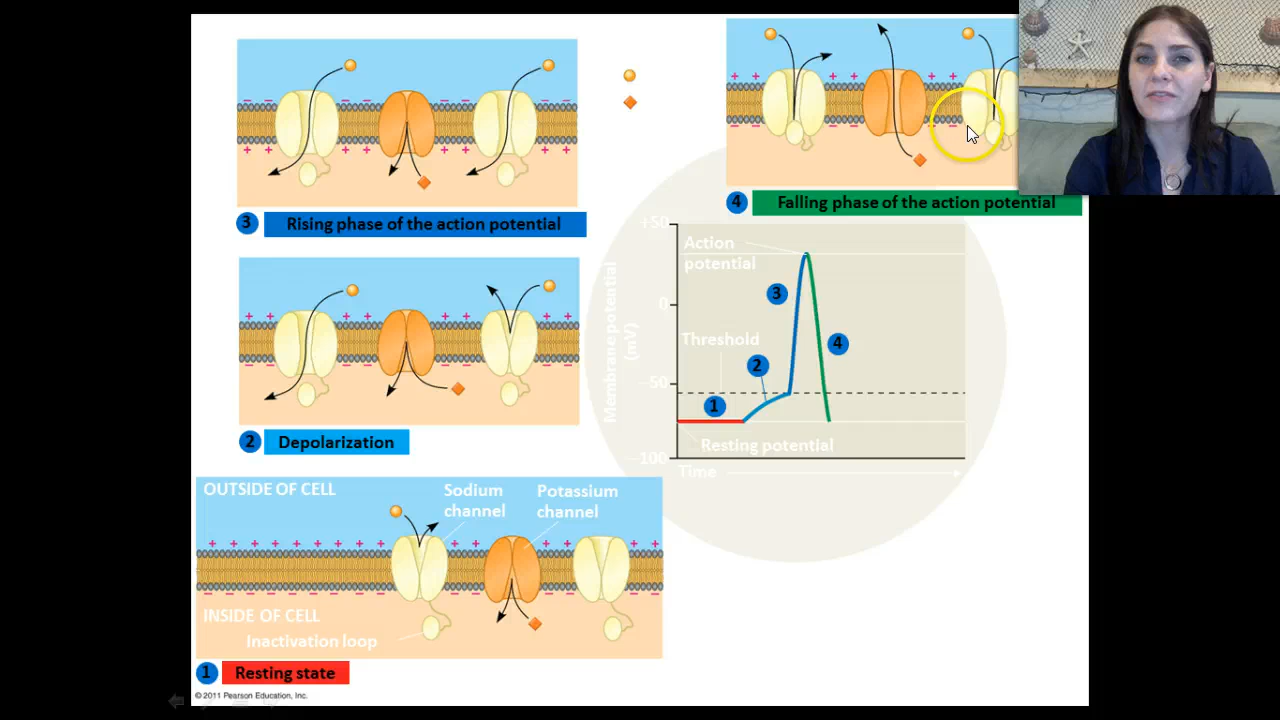 3 Rising phase of the action potential
4 Falling phase of the action potential
+50
Action
potential
3
0
Membrane potential
(mV)
Threshold
4
2
−50
1
Resting potential
−100
Time
2 Depolarization
OUTSIDE OF CELL
Sodium
channel
Potassium
channel
INSIDE OF CELL
Inactivation loop
1 Resting state
© 2011 Pearson Education, Inc.